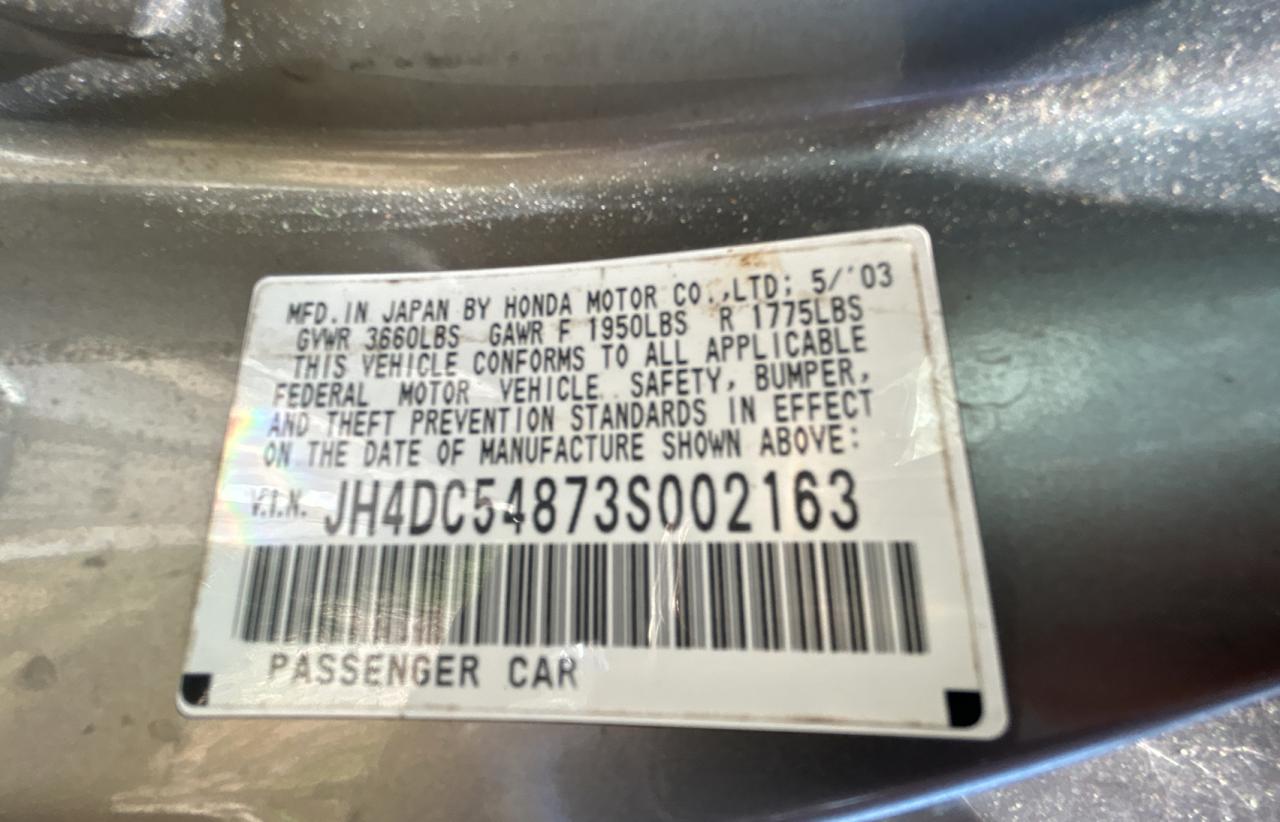 MFD. IN JAPAN BY HONDA MOTOR CO.,LTD; 5/'03
GVWR 3660LBS GAWR F 1950LBS R 1775LBS
THIS VEHICLE CONFORMS TO ALL APPLICABLE
FEDERAL MOTOR VEHICLE SAFETY, BUMPER,
AND THEFT PREVENTION STANDARDS IN EFFECT
ON THE DATE OF MANUFACTURE SHOWN ABOVE:
V.I.N. JH4DC54873S002163
PASSENGER CAR